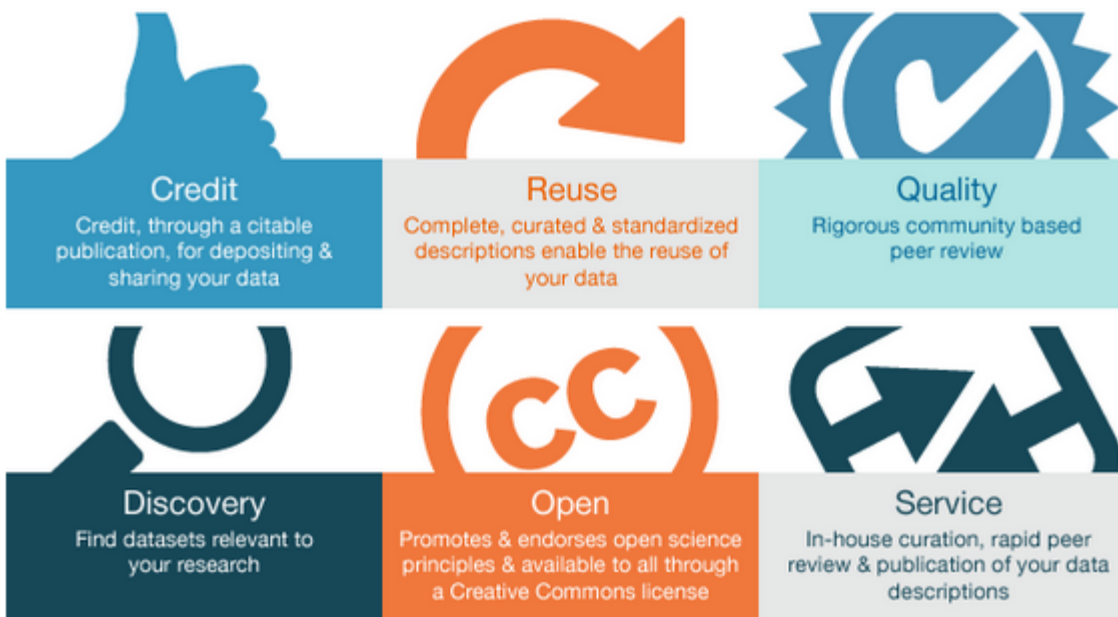 Credit
Credit, through a citable
publication, for depositing &
sharing your data
Reuse
Complete, curated & standardized
descriptions enable the reuse of
your data
Quality
Rigorous community based
peer review
Discovery
Find datasets relevant to
your research
CC
Open
Promotes & endorses open science
principles & available to all through
a Creative Commons license
Service
In-house curation, rapid peer
review & publication of your data
descriptions